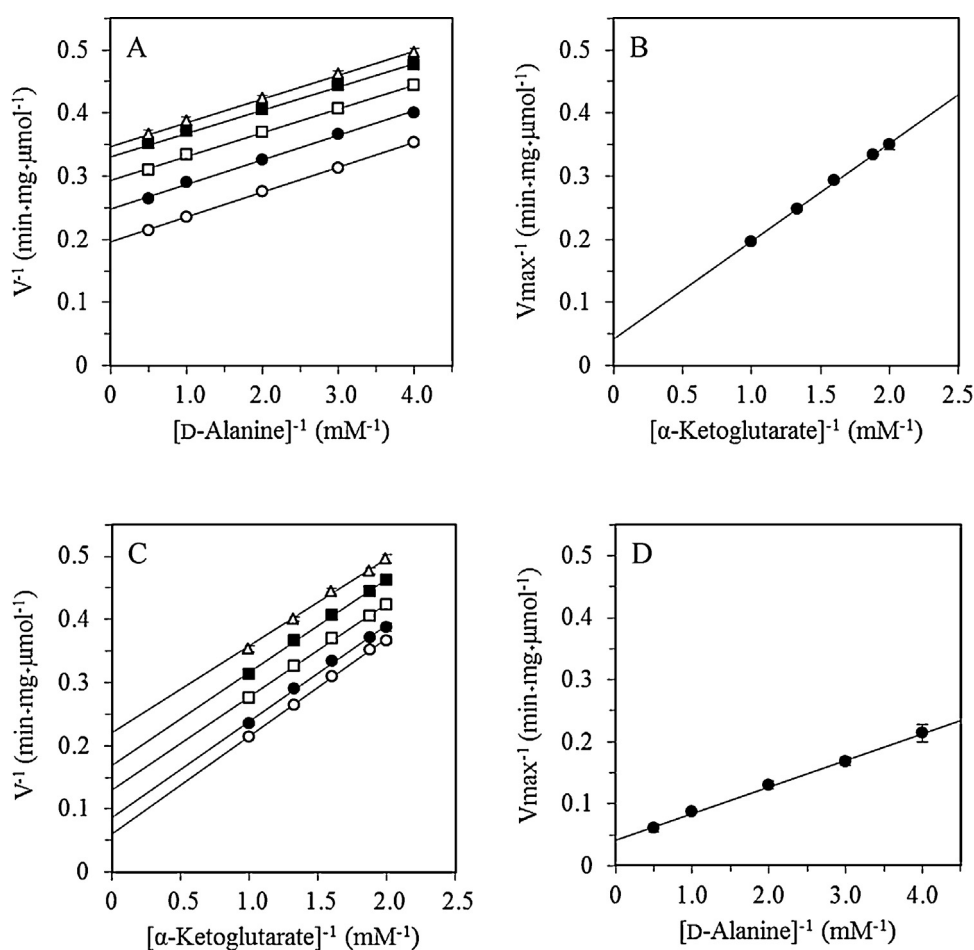 A
0.5
0.4
0.3
0.2
0.1
0
V⁻¹ (min•mg•μmol⁻¹)
0 1.0 2.0 3.0 4.0
[D-Alanine]⁻¹ (mM⁻¹)
B
0.5
0.4
0.3
0.2
0.1
0
Vmax⁻¹ (min•mg•μmol⁻¹)
0 1.0 1.0 1.5 2.0 2.5
[α-Ketoglutarate]⁻¹ (mM⁻¹)
C
0.5
0.4
0.3
0.2
0.1
0
V⁻¹ (min•mg•μmol⁻¹)
0 0.5 1.0 1.5 2.0 2.5
[α-Ketoglutarate]⁻¹ (mM⁻¹)
D
0.5
0.4
0.3
0.2
0.1
0
Vmax⁻¹ (min•mg•μmol⁻¹)
0 1.0 2.0 3.0 4.0
[D-Alanine]⁻¹ (mM⁻¹)